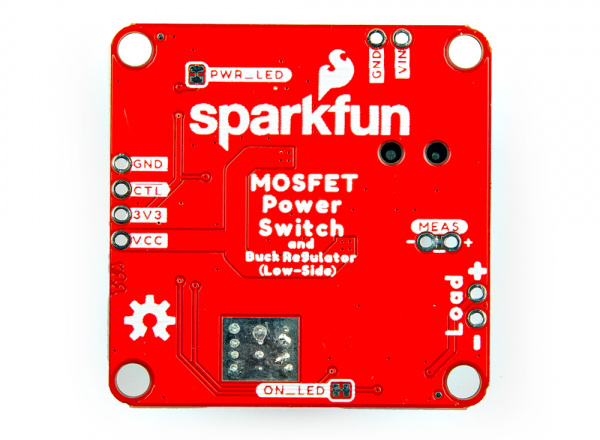 GND
VIN
PWR_LED
sparkfun
GND
CTL
3V3
VCC
MOSFET
Power
Switch
and
Buck Regulator
(Low-Side)
MEAS
- +
Load
+
-
ON_LED